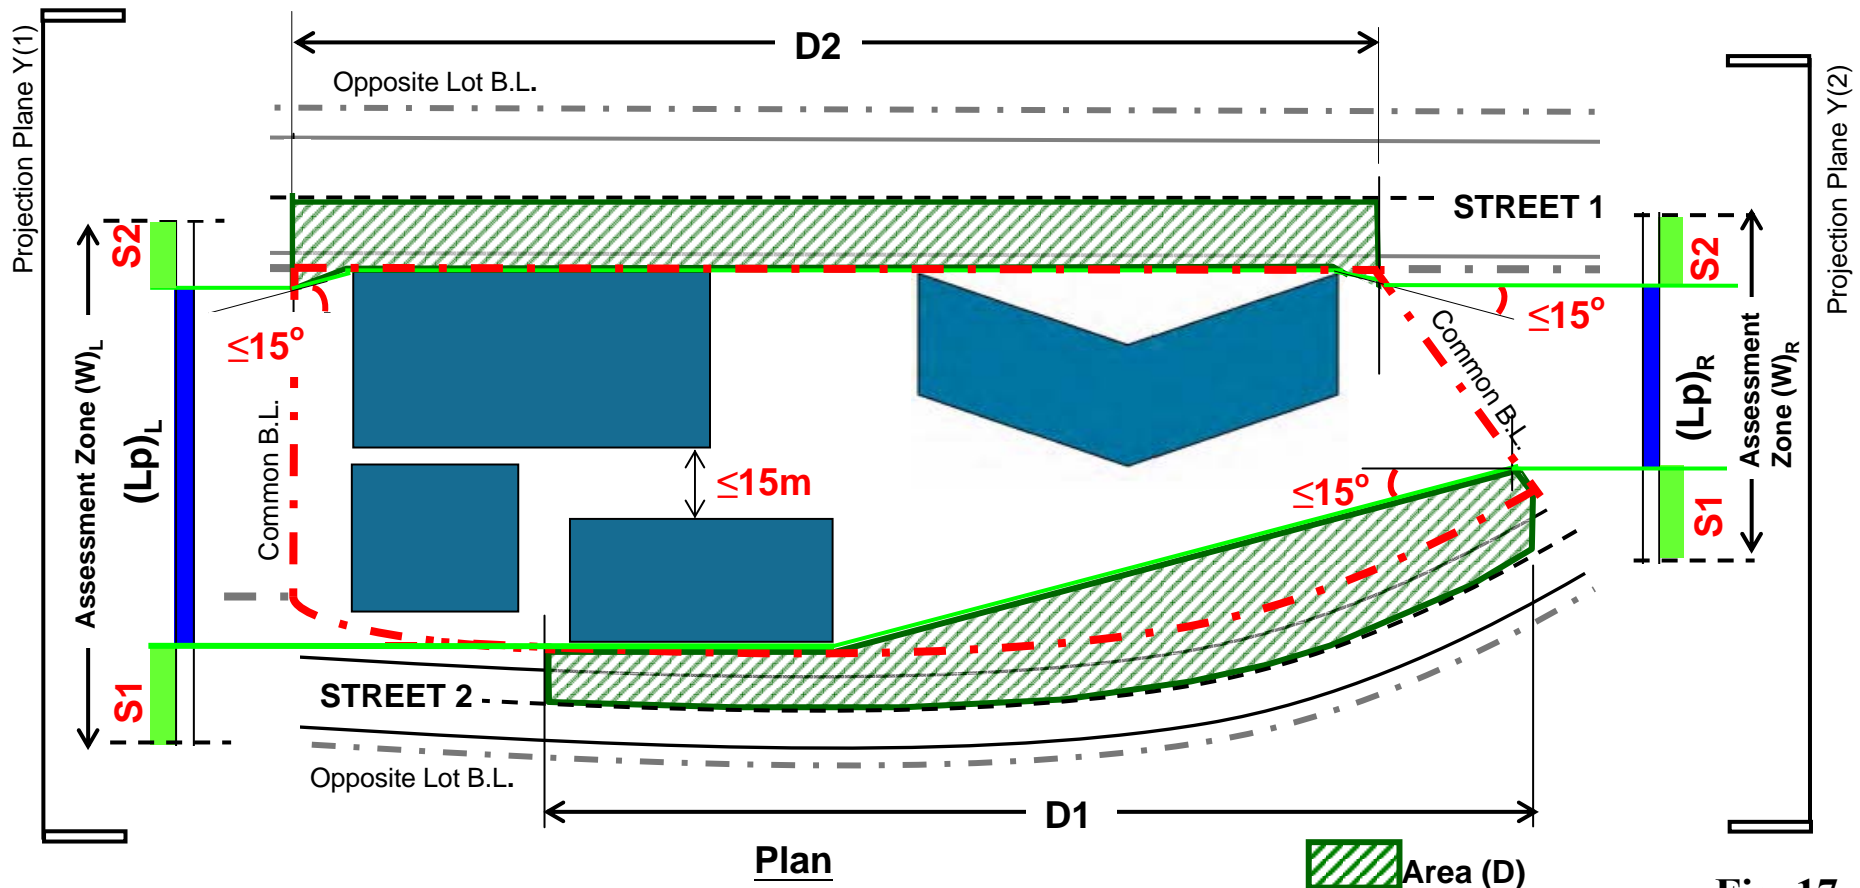 Projection Plane Y(1)
D2
Opposite Lot B.L.
Projection Plane Y(2)
STREET 1
S2
S2
≤15°
≤15°
Assessment Zone (W)L
(Lp)L
Common B.L.
Common B.L.
≤15m
≤15°
(Lp)R
Assessment
Zone (W)R
S1
S1
STREET 2
Opposite Lot B.L.
D1
Plan
Area (D)